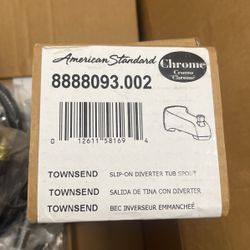 American Standard
Chrome
Cromo
Chrome
8888093.002
0 12611 58169 4
TOWNSEND SLIP-ON DIVERTER TUB SPOUT
TOWNSEND SALIDA DE TINA CON DIVERTER
TOWNSEND BEC INVERSEUR EMMANCHEÉ